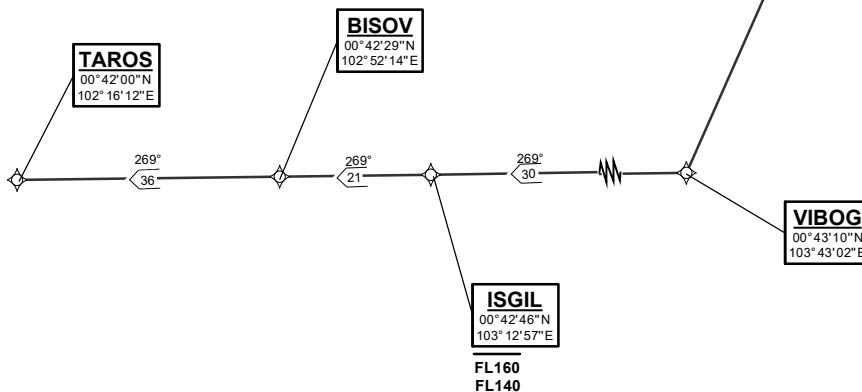 BISOV
00°42'29"N
102°52'14"E
TAROS
00°42'00"N
102°16'12"E
269°
36
269°
21
269°
30
VIBOG
00°43'10"N
103°43'02"E
ISGIL
00°42'46"N
103°12'57"E
FL160
FL140